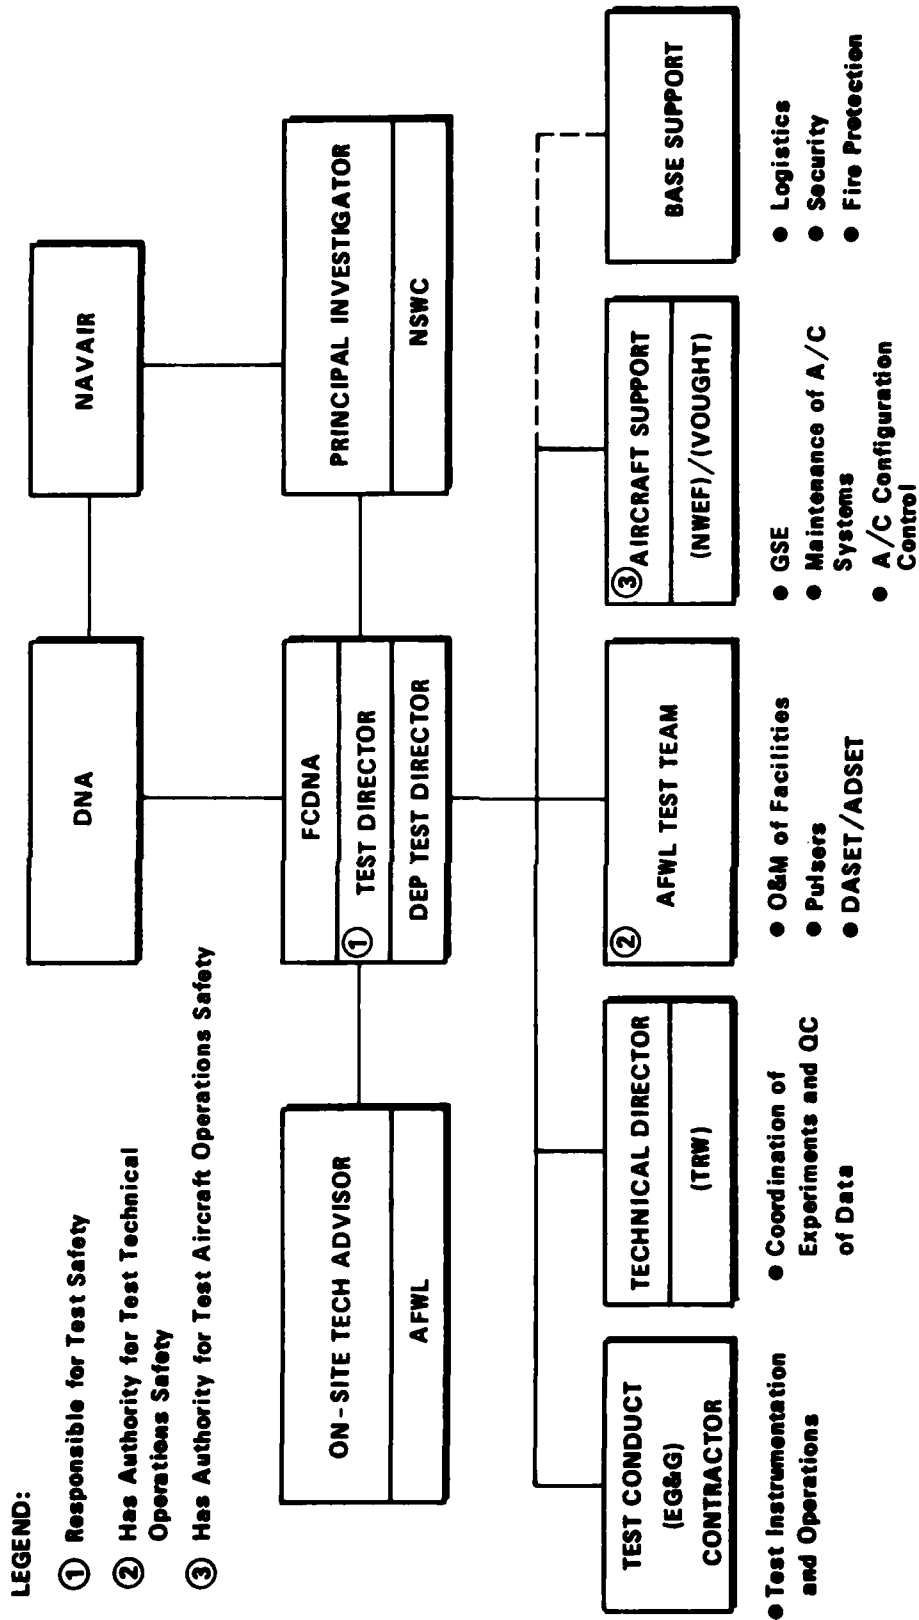 LEGEND:
① Responsible for Test Safety
② Has Authority for Test Technical
Operations Safety
③ Has Authority for Test Aircraft Operations Safety
DNA
NAVAIR
ON-SITE TECH ADVISOR
AFWL
FCDNA
① TEST DIRECTOR
DEP TEST DIRECTOR
PRINCIPAL INVESTIGATOR
NSWC
TEST CONDUCT
(EG&G)
CONTRACTOR
● Test Instrumentation
and Operations
TECHNICAL DIRECTOR
(TRW)
● Coordination of
Experiments and QC
of Data
②
AFWL TEST TEAM
● O&M of Facilities
● Pulsers
● DASET/ADSET
③ AIRCRAFT SUPPORT
(NWEF)/(VOUGHT)
● GSE
● Maintenance of A/C
Systems
● A/C Configuration
Control
BASE SUPPORT
● Logistics
● Security
● Fire Protection